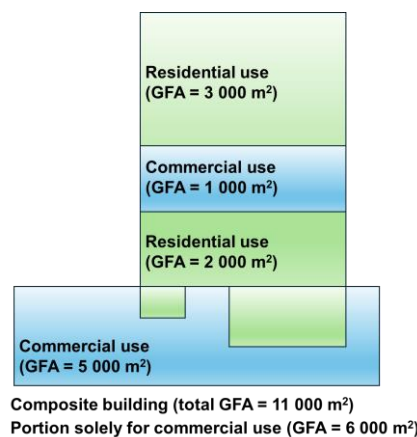 Residential use
(GFA = 3 000 m²)
Commercial use
(GFA = 1 000 m²)
Residential use
(GFA = 2 000 m²)
Commercial use
(GFA = 5 000 m²)
Composite building (total GFA = 11 000 m²)
Portion solely for commercial use (GFA = 6 000 m²)